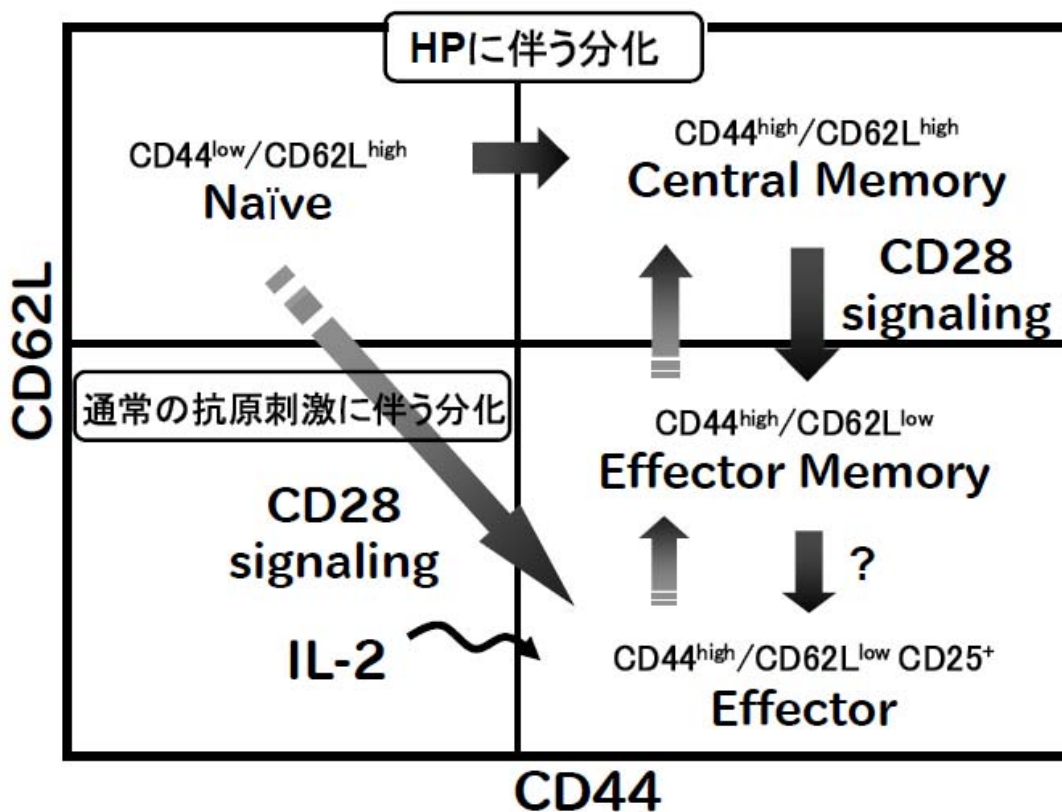 HPに伴う分化
CD44low/CD62Lhigh
Naïve
CD44high/CD62Lhigh
Central Memory
CD28
signaling
CD62L
通常の抗原刺激に伴う分化
CD44high/CD62Llow
Effector Memory
CD28
signaling
?
IL-2
CD44high/CD62Llow CD25+
Effector
CD44